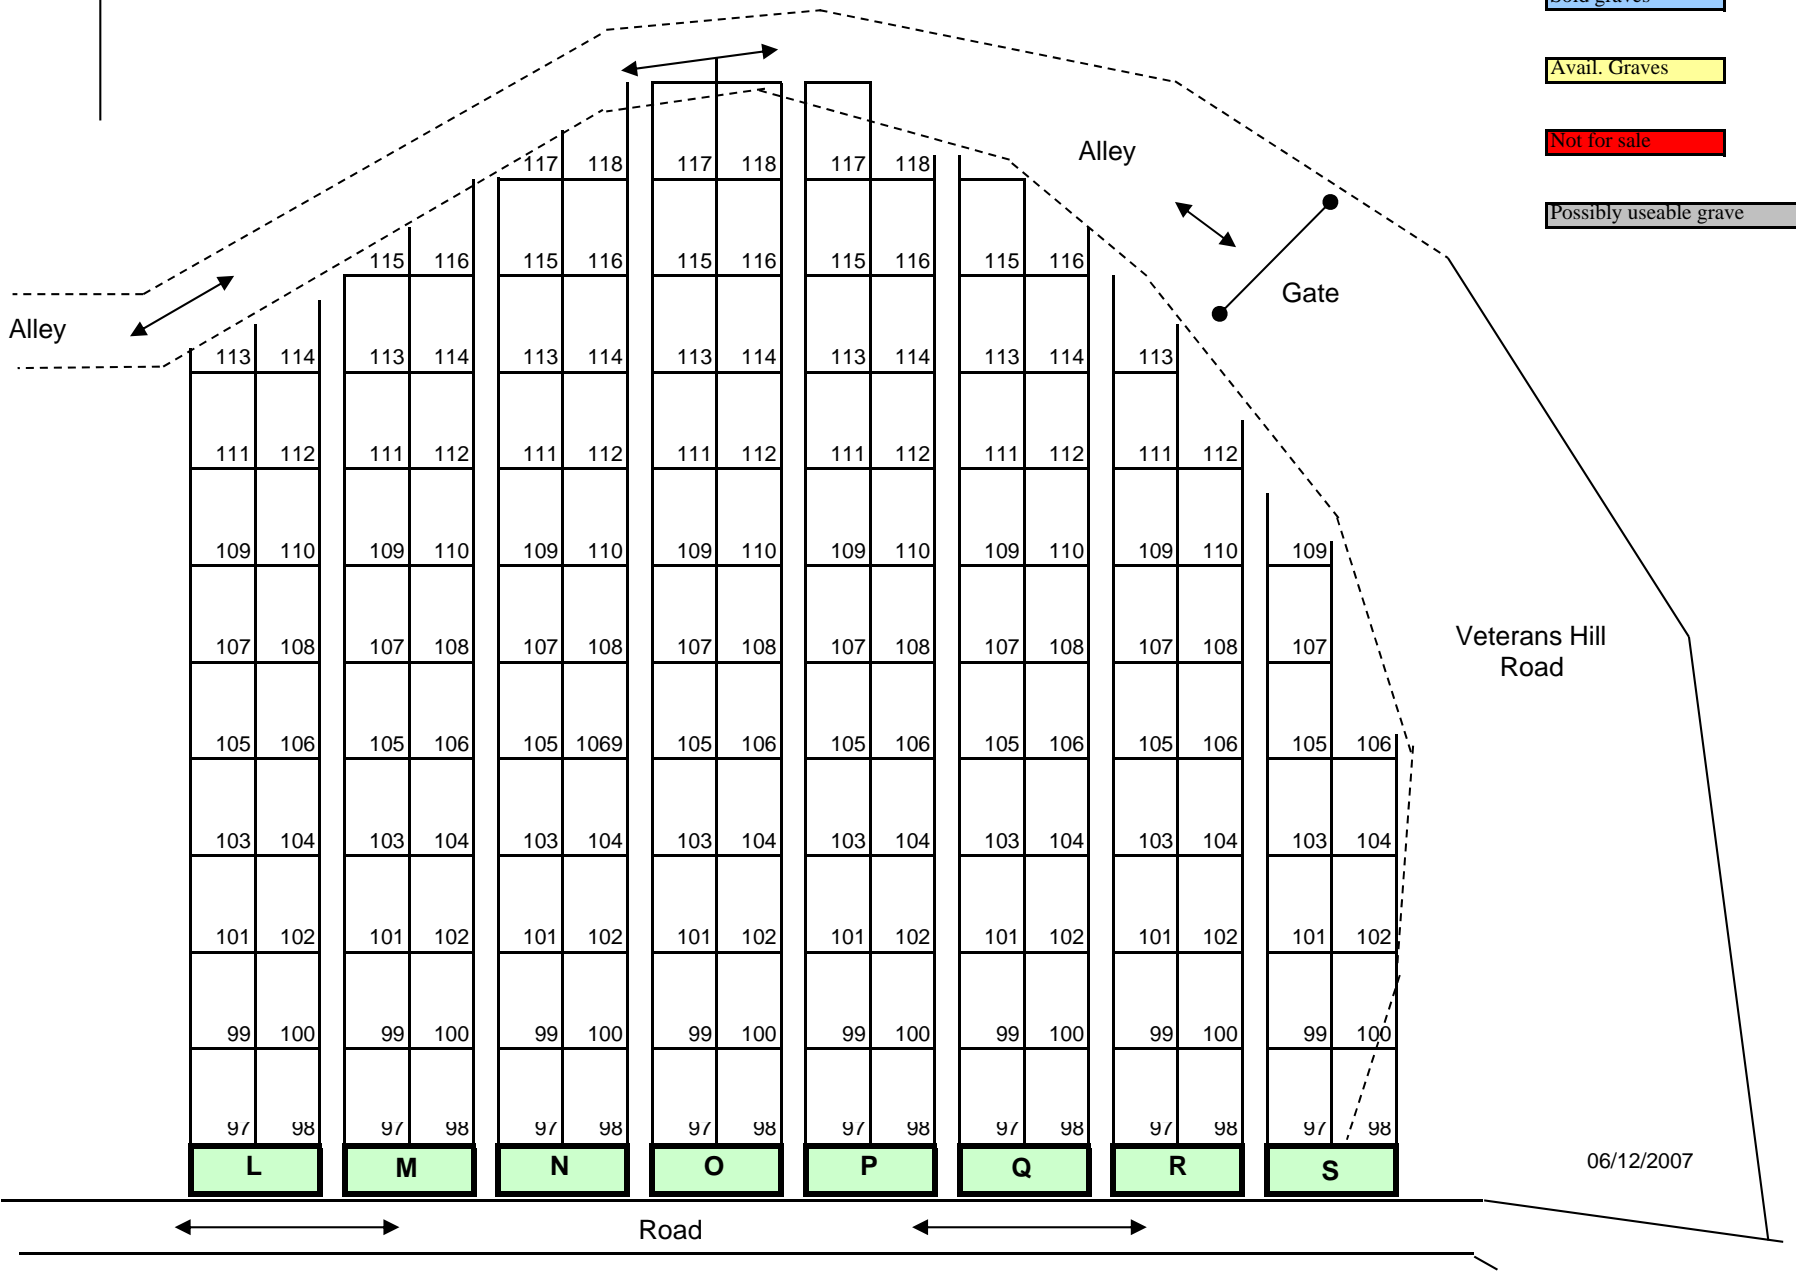 Sold graves
Avail. Graves
Not for sale
Possibly useable grave
Alley
117 118 117 118 117 118
115 116 115 116 115 116 115 116 115 116
Gate
Alley
113 114 113 114 113 114 113 114 113 114 113 114 113
111 112 111 112 111 112 111 112 111 112 111 112 111 112
109 110 109 110 109 110 109 110 109 110 109 110 109 110 109
107 108 107 108 107 108 107 108 107 108 107 108 107 108 107
Veterans Hill
Road
105 106 105 106 105 1069 105 106 105 106 105 106 105 106 105 106
103 104 103 104 103 104 103 104 103 104 103 104 103 104 103 104
101 102 101 102 101 102 101 102 101 102 101 102 101 102 101 102
99 100 99 100 99 100 99 100 99 100 99 100 99 100 99 100
97 98 97 98 97 98 97 98 97 98 97 98 97 98 97 98
L M N O P Q R S
06/12/2007
Road